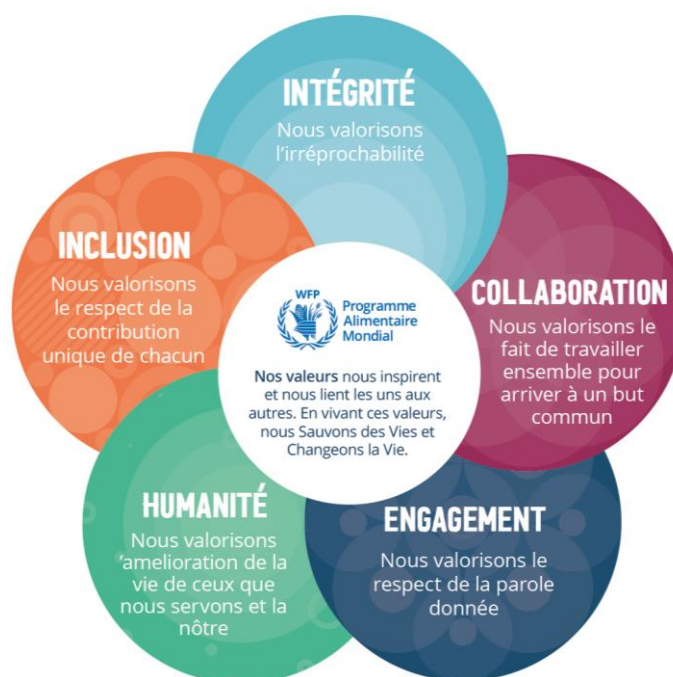 INTÉGRITÉ
Nous valorisons
l'irréprochabilité
INCLUSION
Nous valorisons
le respect de la
contribution
unique de chacun
COLLABORATION
Nous valorisons le
fait de travailler
ensemble pour
arriver à un but
commun
WFP
Programme
Alimentaire
Mondial
Nos valeurs nous inspirent
et nous lient les uns aux
autres. En vivant ces valeurs,
nous Sauvons des Vies et
Changeons la Vie.
HUMANITÉ
Nous valorisons
'amelioration de la
vie de ceux que
nous servons et la
nôtre
ENGAGEMENT
Nous valorisons le
respect de la parole
donnée